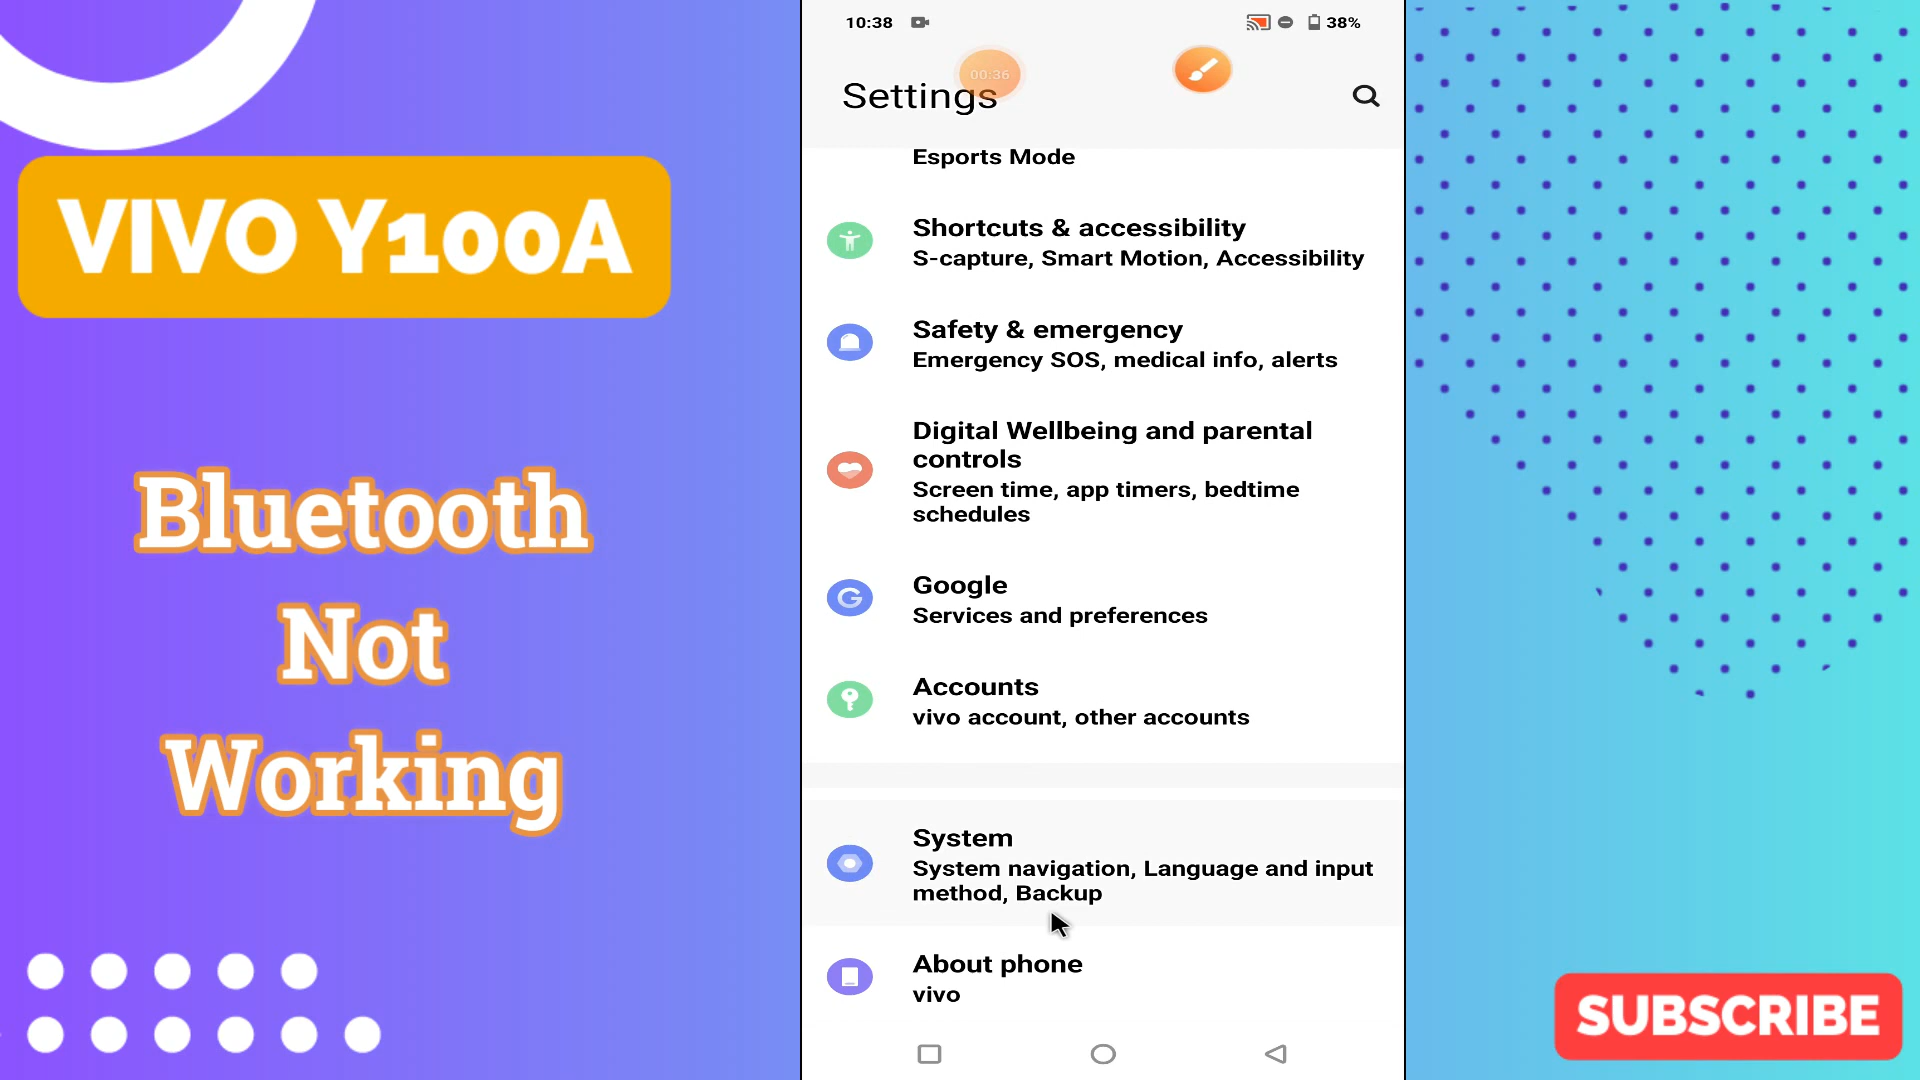 VIVO Y100A
Bluetooth
Not
Working
10:38
38%
00:36
Settings
Esports Mode
Shortcuts & accessibility
S-capture, Smart Motion, Accessibility
Safety & emergency
Emergency SOS, medical info, alerts
Digital Wellbeing and parental
controls
Screen time, app timers, bedtime
schedules
Google
Services and preferences
Accounts
vivo account, other accounts
System
System navigation, Language and input
method, Backup
About phone
vivo
SUBSCRIBE